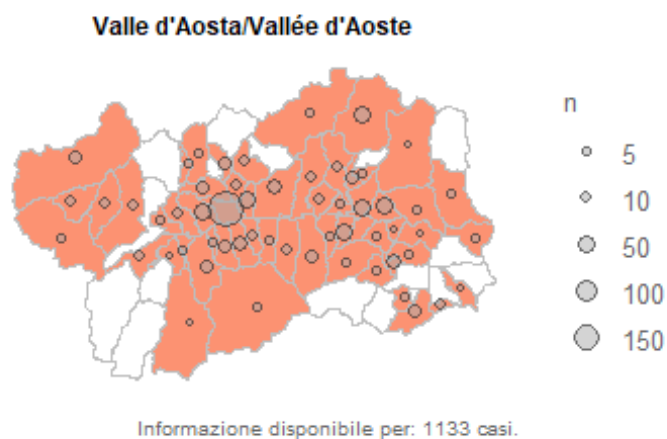 Valle d'Aosta/Vallée d'Aoste
n
5
10
50
100
150
Informazione disponibile per: 1133 casi.